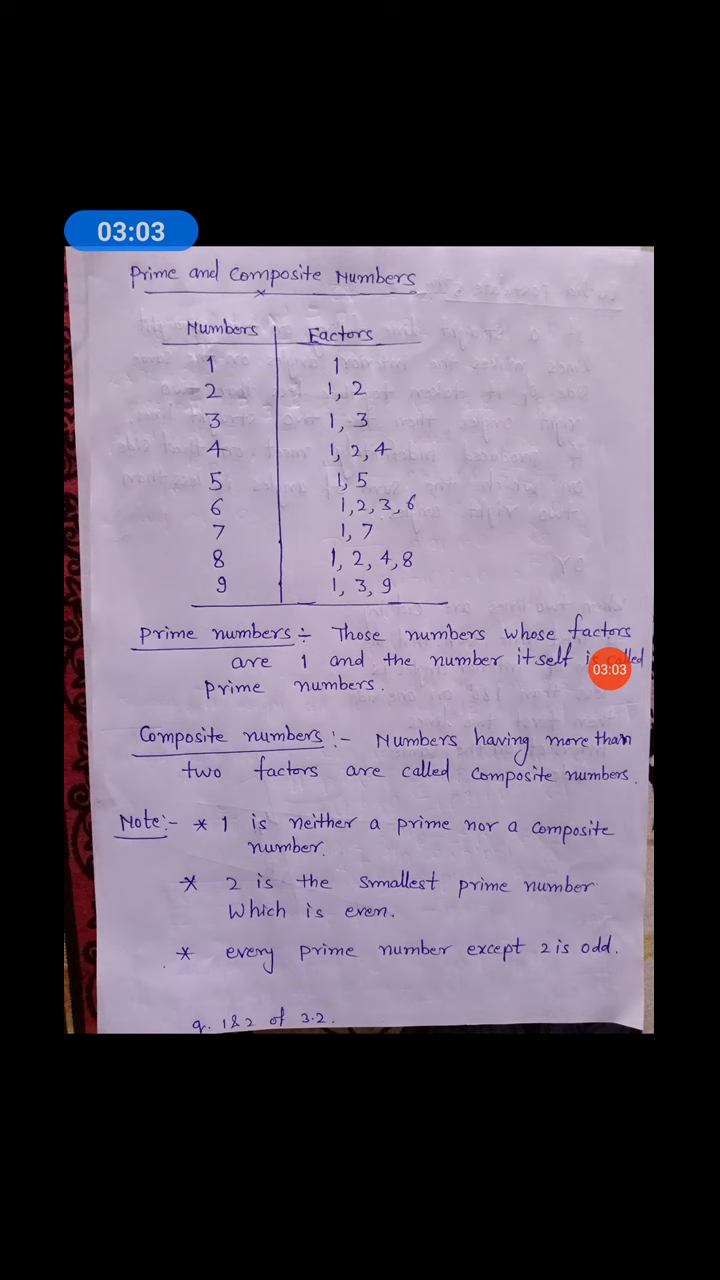 03:03
Prime and Composite Numbers
Numbers Factors
1 1
2 1, 2
3 1, 3
4 1, 2, 4
5 1, 5
6 1, 2, 3, 6
7 1, 7
8 1, 2, 4, 8
9 1, 3, 9
Prime numbers ÷ Those numbers whose factors
are 1 and the number itself is called
03:03
prime numbers.
Composite numbers :- Numbers having more than
two factors are called composite numbers.
Note:- * 1 is neither a prime nor a composite
number.
* 2 is the smallest prime number
which is even.
* every prime number except 2 is odd.
q. 1 & 2 of 3.2.